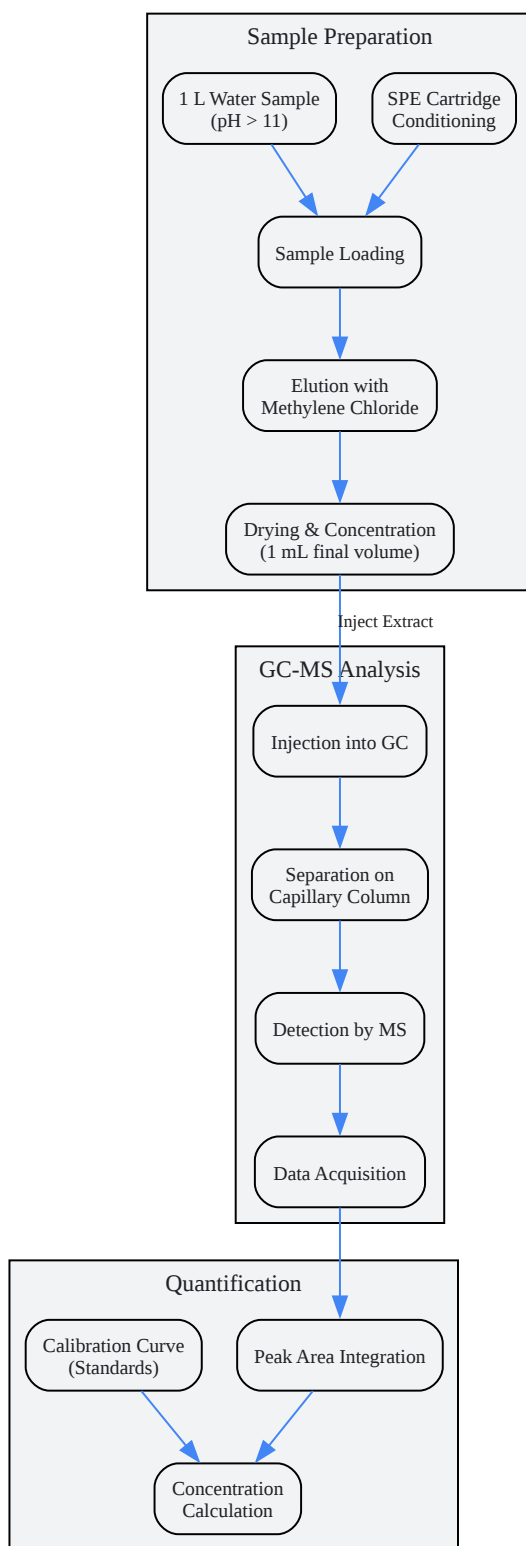 Sample Preparation
1 L Water Sample
(pH > 11)
SPE Cartridge
Conditioning
Sample Loading
Elution with
Methylene Chloride
Drying & Concentration
(1 mL final volume)
Inject Extract
GC-MS Analysis
Injection into GC
Separation on
Capillary Column
Detection by MS
Data Acquisition
Quantification
Calibration Curve
(Standards)
Peak Area Integration
Concentration
Calculation